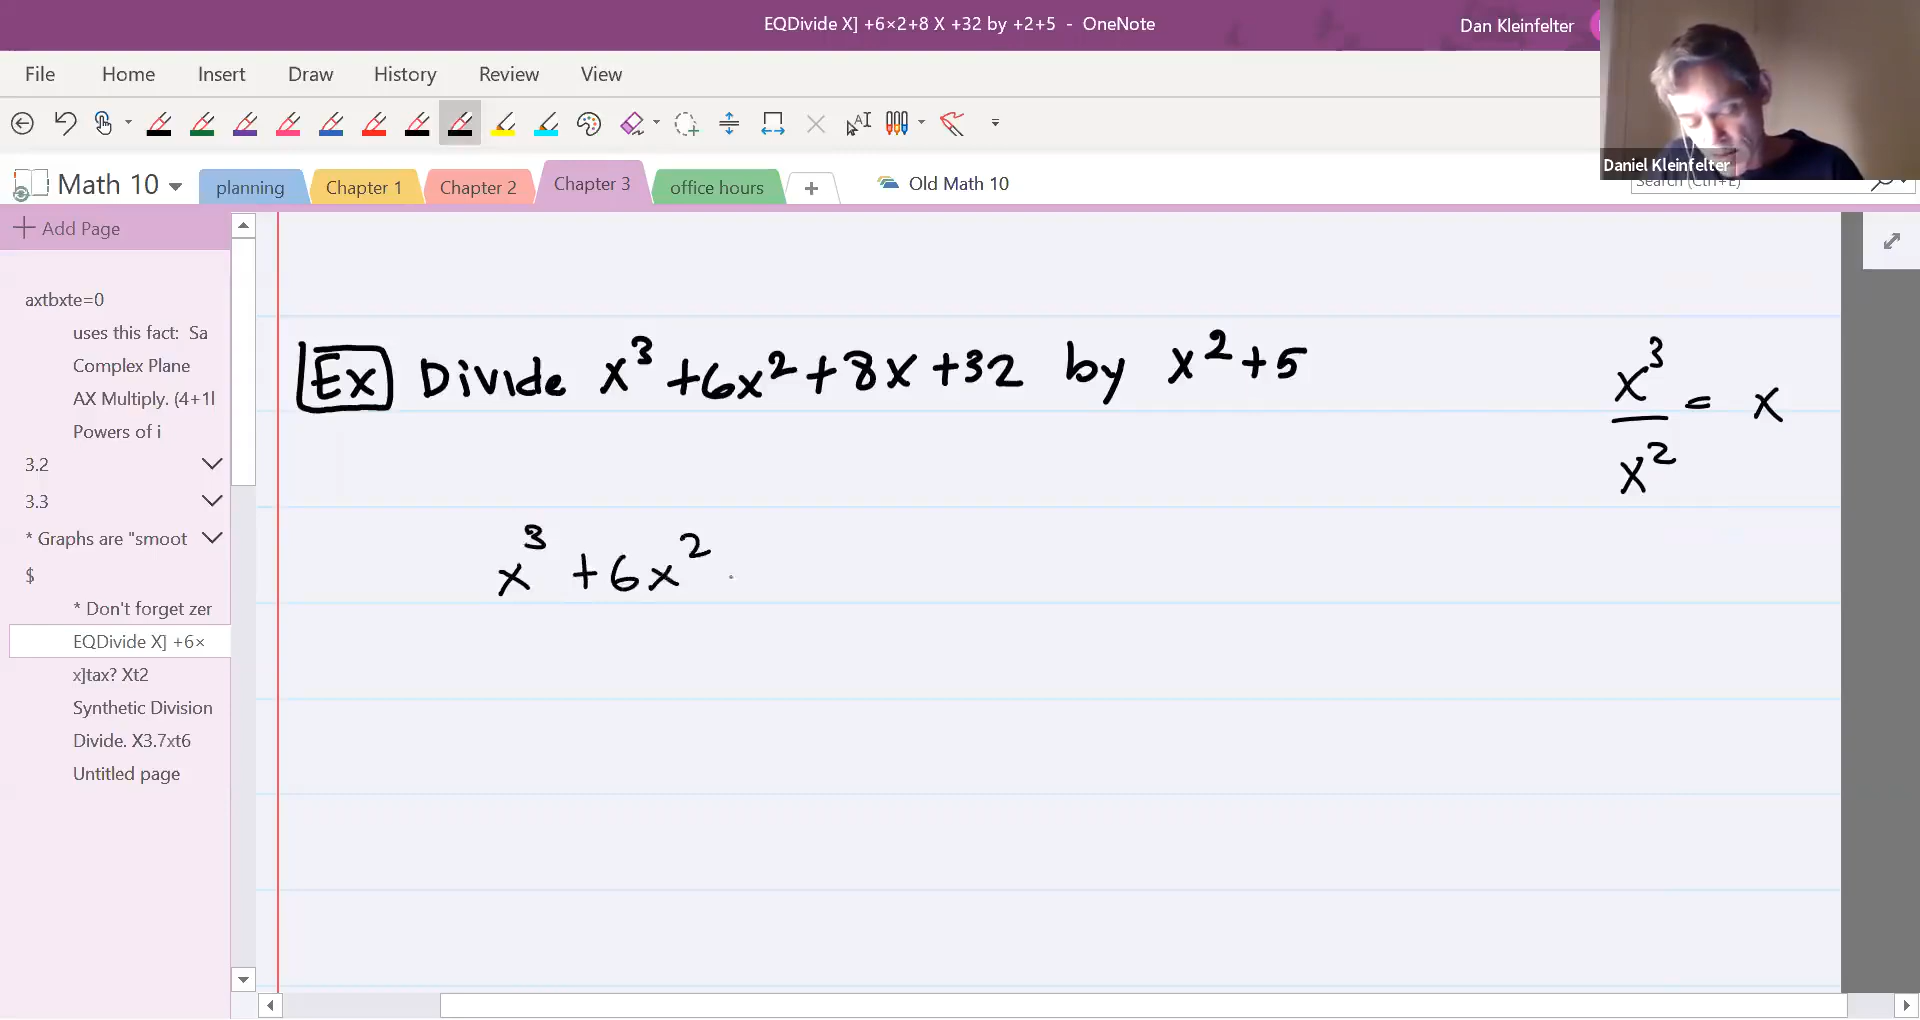 EQDivide X] +6×2+8 X +32 by +2+5 - OneNote
Dan Kleinfelter
File Home Insert Draw History Review View
Daniel Kleinfelter
Math 10 planning Chapter 1 Chapter 2 Chapter 3 office hours + Old Math 10
Search (Ctrl+E)
+ Add Page
axtbxte=0
uses this fact: Sa
Complex Plane
AX Multiply. (4+1l
Powers of i
3.2
3.3
* Graphs are "smoot
$
* Don't forget zer
EQDivide X] +6×
x]tax? Xt2
Synthetic Division
Divide. X3.7xt6
Untitled page
Ex Divide x³ +6x²+8x+32 by x²+5
x³/x² = x
x³ +6x²